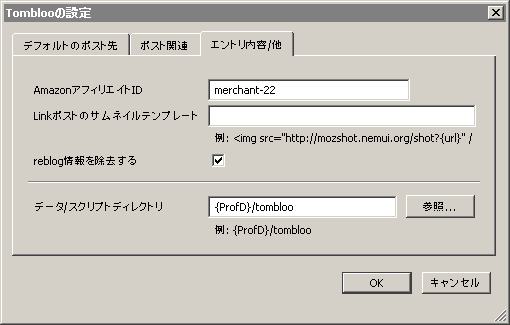 Tomblooの設定
デフォルトのポスト先 ポスト関連 エントリ内容/他
AmazonアフィリエイトID merchant-22
Linkポストのサムネイルテンプレート
例: <img src="http://mozshot.nemui.org/shot?{url}" /
reblog情報を除去する
データ/スクリプトディレクトリ {ProfD}/tombloo 参照...
例: {ProfD}/tombloo
OK キャンセル